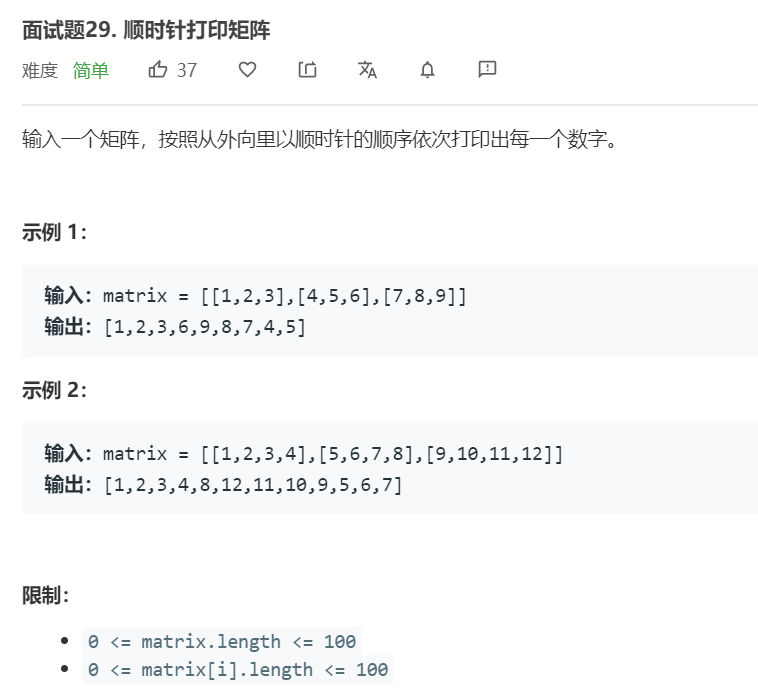 面试题29. 顺时针打印矩阵
难度 简单 37
输入一个矩阵，按照从外向里以顺时针的顺序依次打印出每一个数字。
示例 1：
输入：matrix = [[1,2,3],[4,5,6],[7,8,9]]
输出：[1,2,3,6,9,8,7,4,5]
示例 2：
输入：matrix = [[1,2,3,4],[5,6,7,8],[9,10,11,12]]
输出：[1,2,3,4,8,12,11,10,9,5,6,7]
限制：
• 0 <= matrix.length <= 100
• 0 <= matrix[i].length <= 100